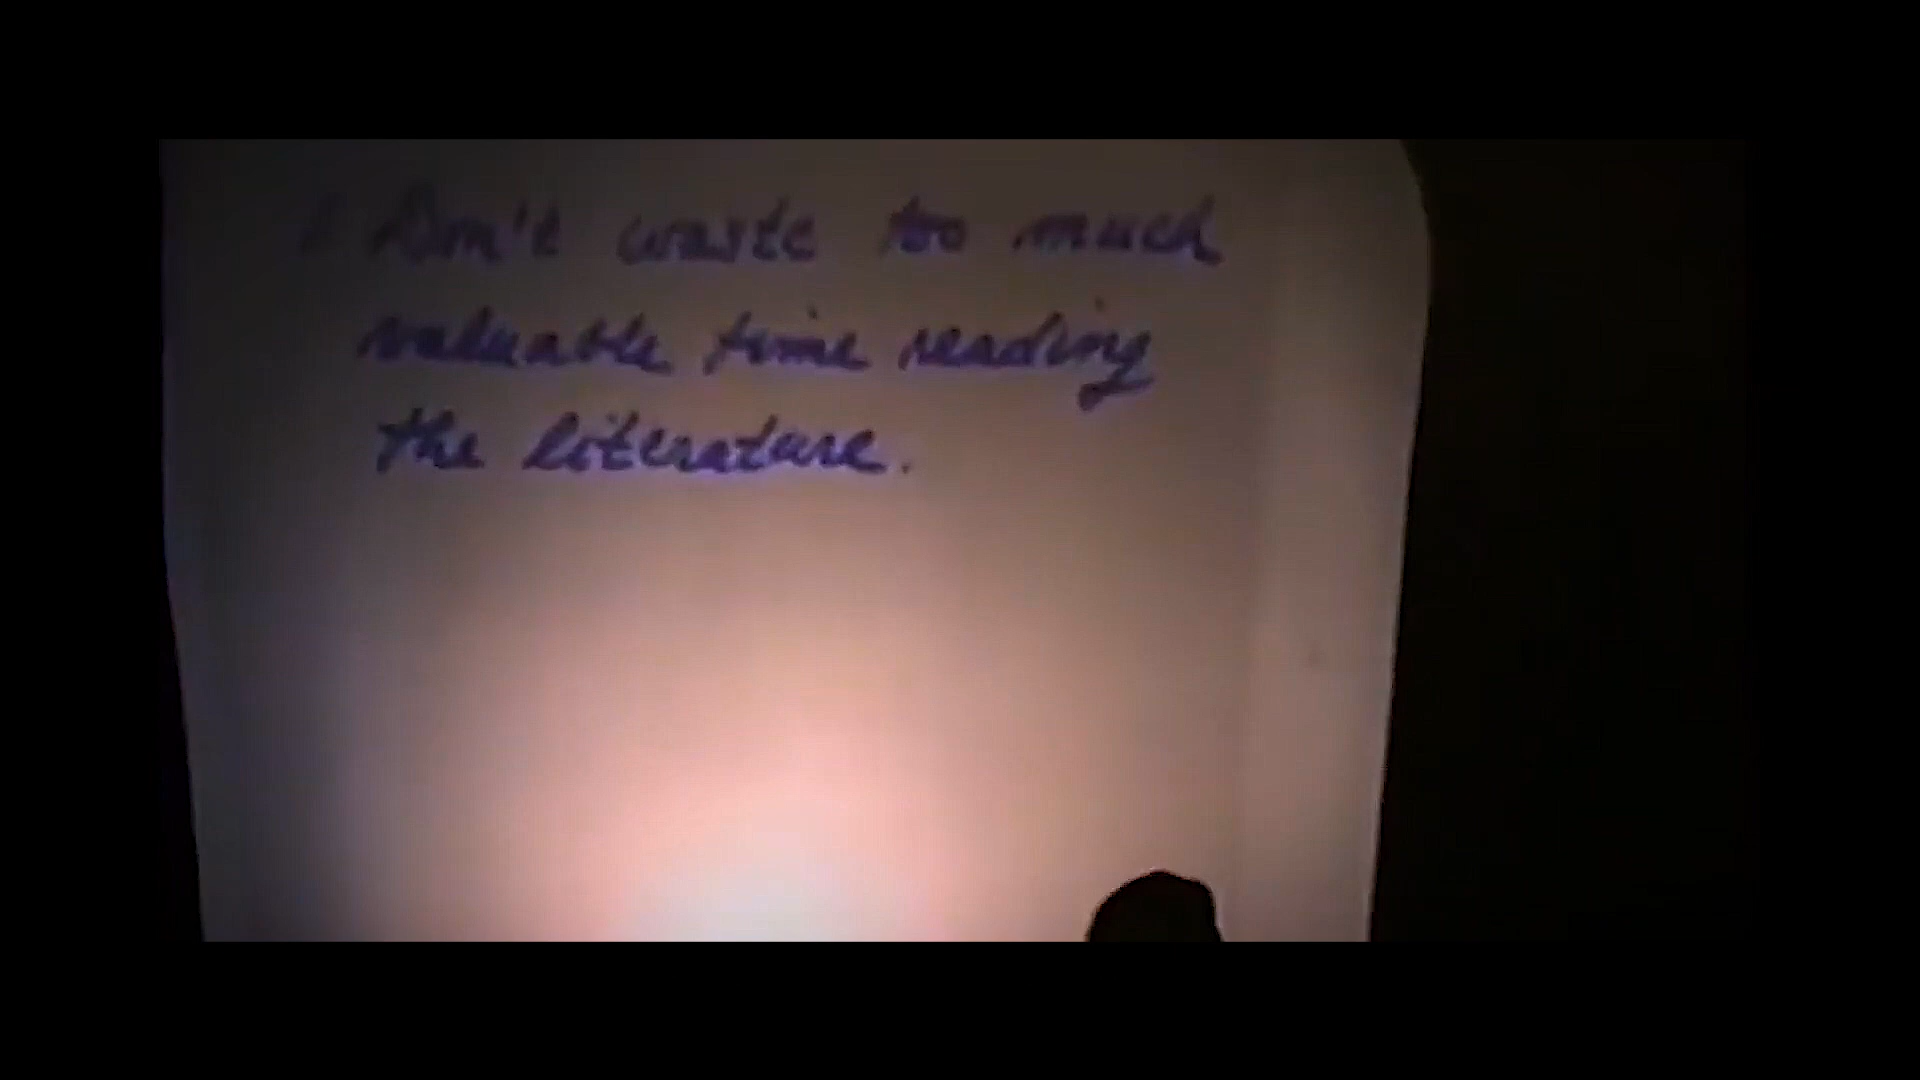 Don't waste too much
valuable time reading
the literature.